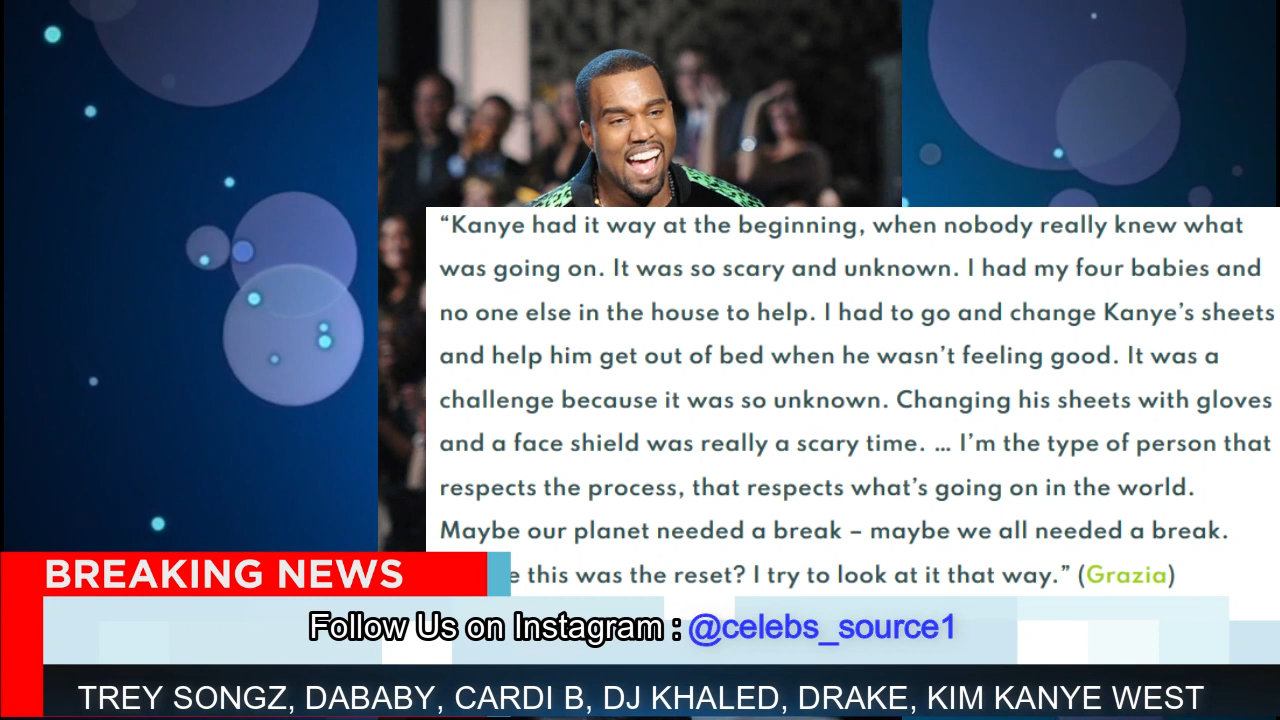 “Kanye had it way at the beginning, when nobody really knew what
was going on. It was so scary and unknown. I had my four babies and
no one else in the house to help. I had to go and change Kanye’s sheets
and help him get out of bed when he wasn’t feeling good. It was a
challenge because it was so unknown. Changing his sheets with gloves
and a face shield was really a scary time. … I’m the type of person that
respects the process, that respects what’s going on in the world.
Maybe our planet needed a break – maybe we all needed a break.
this was the reset? I try to look at it that way.” (Grazia)
BREAKING NEWS
Follow Us on Instagram : @celebs_source1
TREY SONGZ, DABABY, CARDI B, DJ KHALED, DRAKE, KIM KANYE WEST